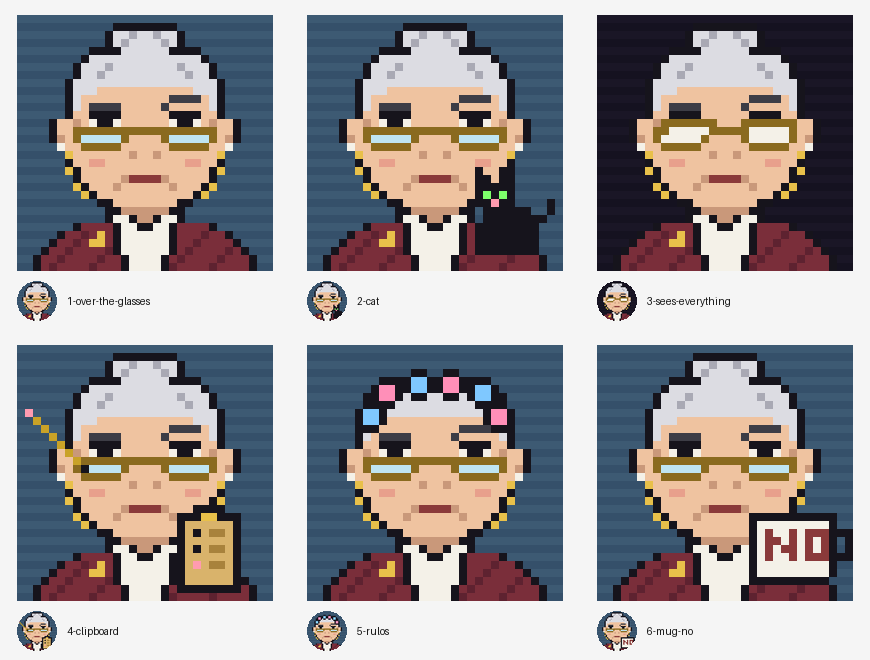 1-over-the-glasses
2-cat
3-sees-everything
NO
4-clipboard
5-rulos
6-mug-no